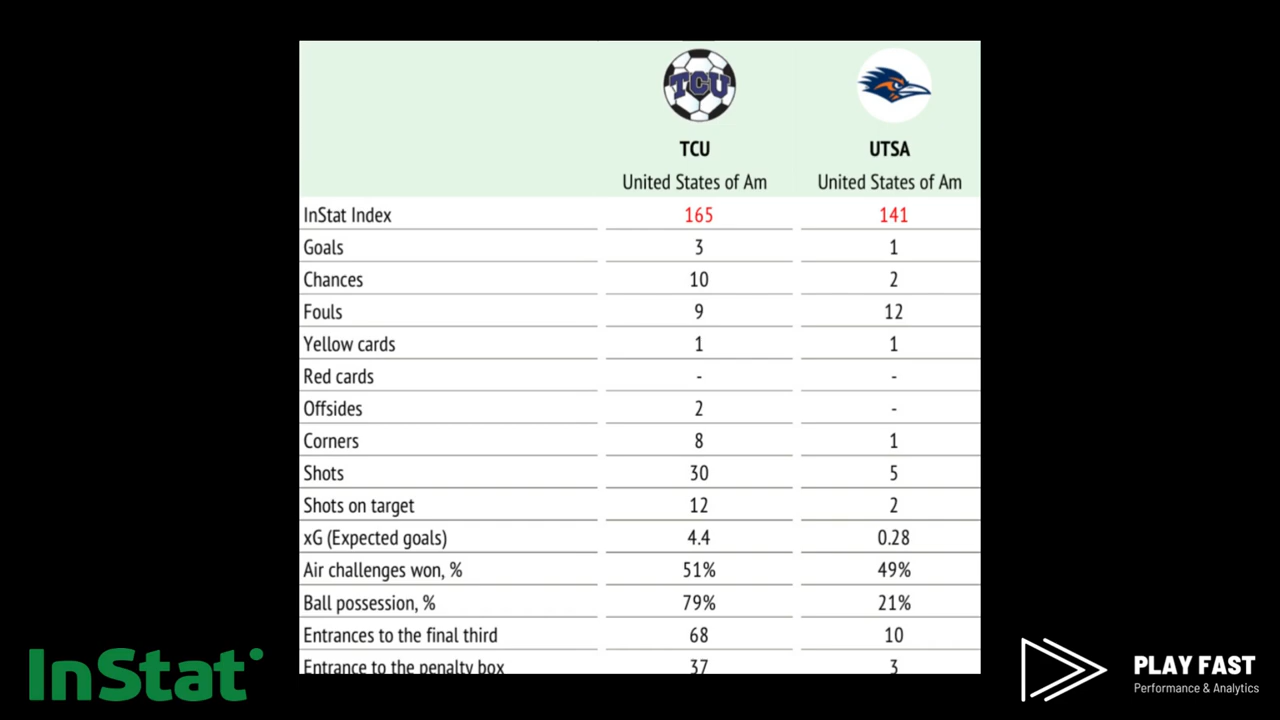 TCU
TCU UTSA
United States of Am United States of Am
InStat Index 165 141
Goals 3 1
Chances 10 2
Fouls 9 12
Yellow cards 1 1
Red cards - -
Offsides 2 -
Corners 8 1
Shots 30 5
Shots on target 12 2
xG (Expected goals) 4.4 0.28
Air challenges won, % 51% 49%
Ball possession, % 79% 21%
Entrances to the final third 68 10
Entrance to the penalty box 37 3
InStat
PLAY FAST
Performance & Analytics